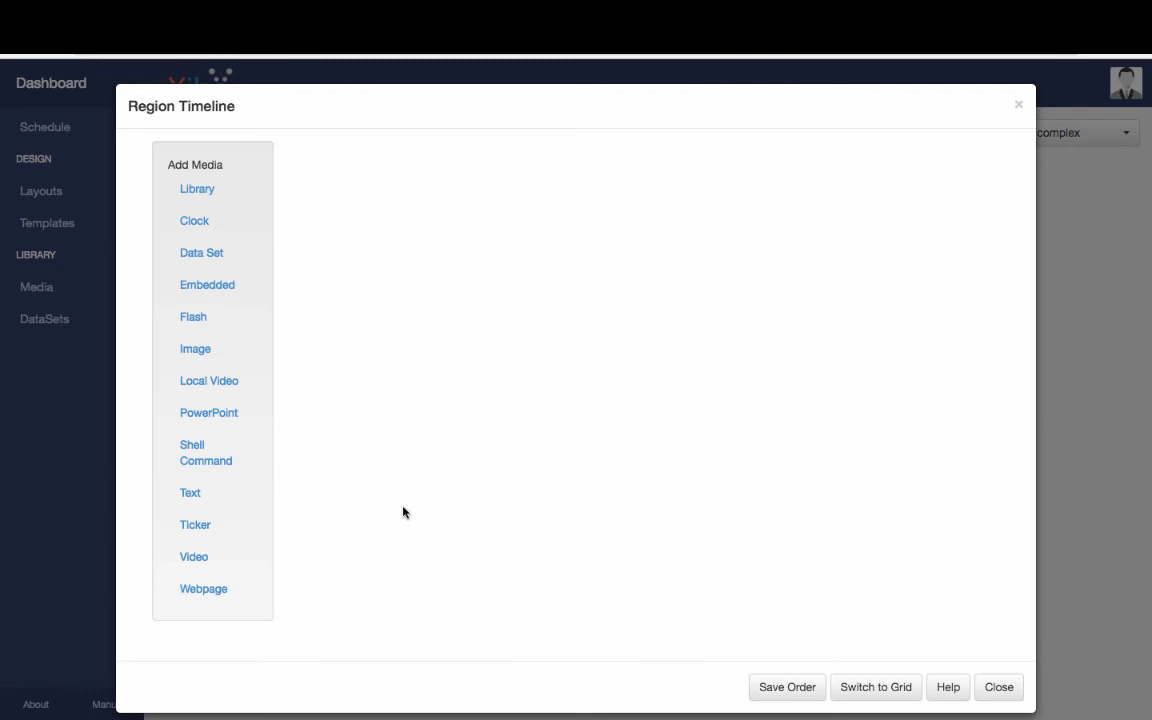 Dashboard
Region Timeline
×
Schedule
complex
DESIGN
Layouts
Templates
LIBRARY
Media
DataSets
Add Media
Library
Clock
Data Set
Embedded
Flash
Image
Local Video
PowerPoint
Shell
Command
Text
Ticker
Video
Webpage
Save Order
Switch to Grid
Help
Close
About